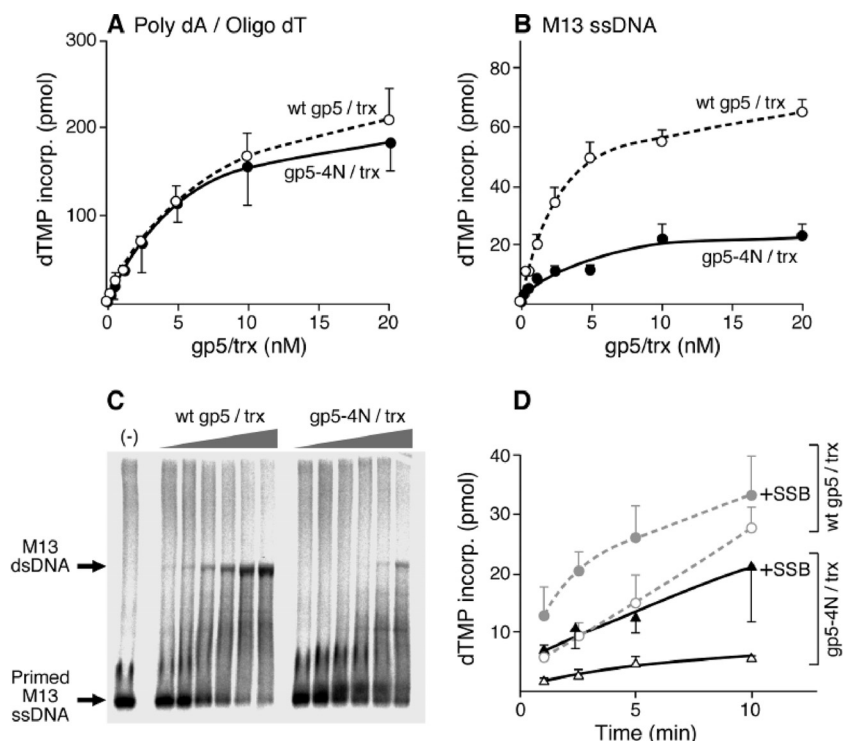 A Poly dA / Oligo dT
300
200
100
0
5
10
15
20
dTMP incorp. (pmol)
gp5/trx (nM)
wt gp5 / trx
gp5-4N / trx
B M13 ssDNA
80
60
40
20
0
5
10
15
20
dTMP incorp. (pmol)
gp5/trx (nM)
wt gp5 / trx
gp5-4N / trx
C
wt gp5 / trx gp5-4N / trx
(-)
M13
dsDNA
Primed
M13
ssDNA
D
40
30
20
10
0
5
10
dTMP incorp. (pmol)
Time (min)
+SSB
+SSB
wt gp5 / trx
gp5-4N / trx